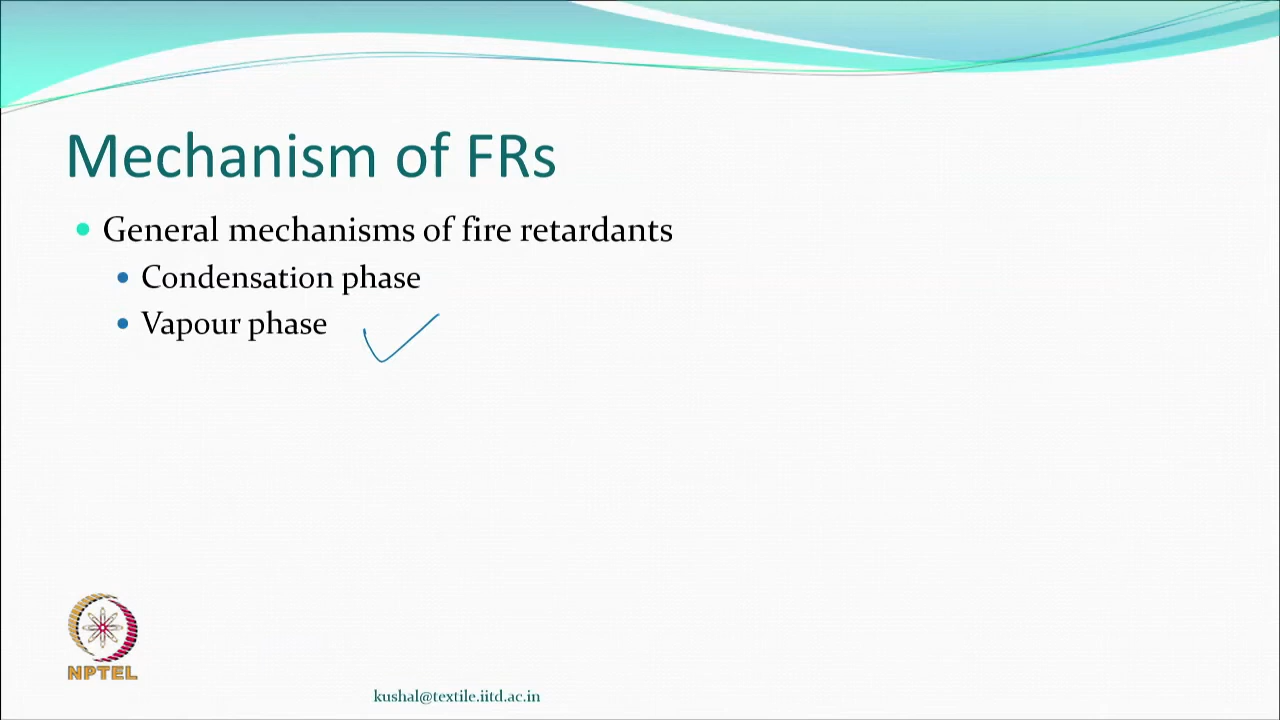 Mechanism of FRs
General mechanisms of fire retardants
Condensation phase
Vapour phase
NPTEL
kushal@textile.iitd.ac.in